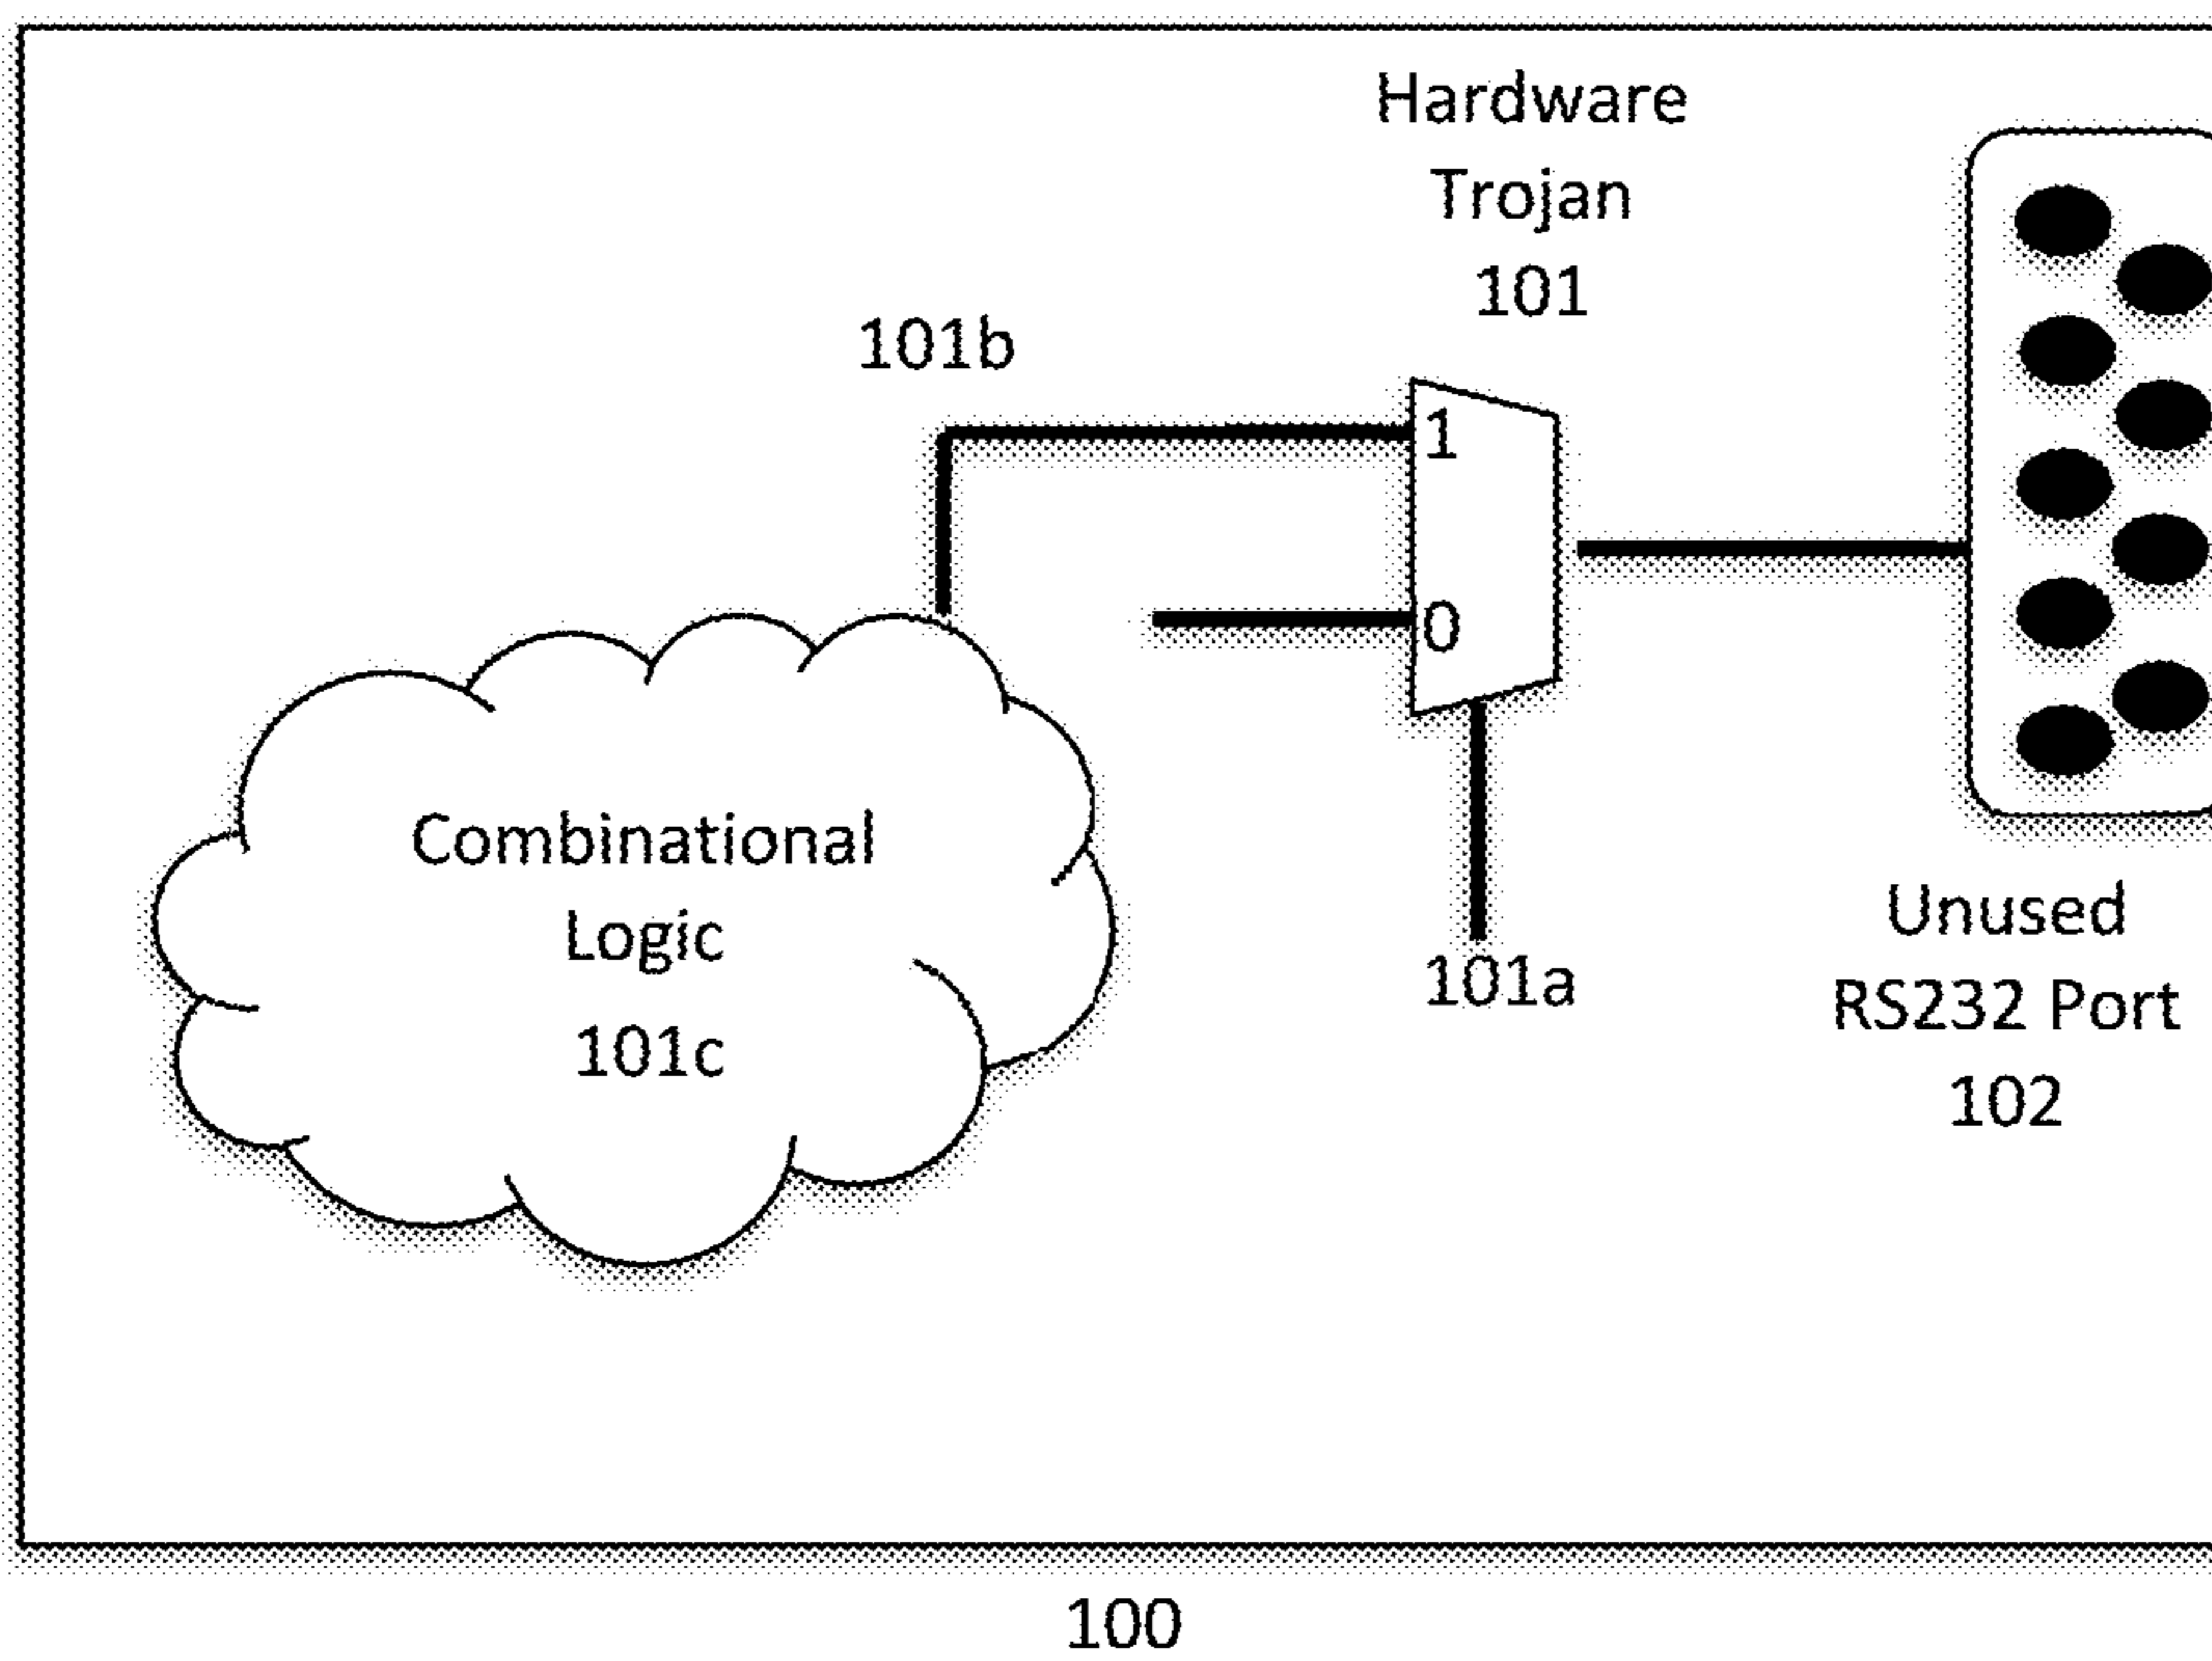 Hardware
Trojan
101
101b
1
0
101a
Combinational
Logic
101c
Unused
RS232 Port
102
100